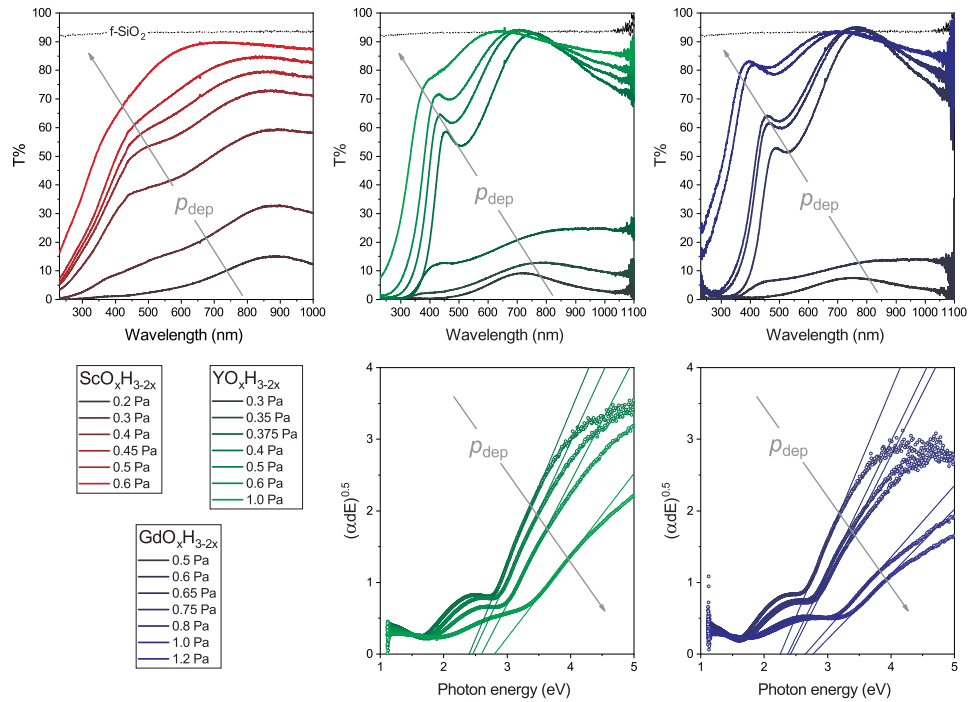 T%
100
90
80
70
60
50
40
30
20
10
0
f-SiO2
pdep
300 400 500 600 700 800 900 1000
Wavelength (nm)
T%
100
90
80
70
60
50
40
30
20
10
0
pdep
300 400 500 600 700 800 900 1000 1100
Wavelength (nm)
T%
100
90
80
70
60
50
40
30
20
10
0
pdep
300 400 500 600 700 800 900 1000 1100
Wavelength (nm)
ScOxH3-2x
0.2 Pa
0.3 Pa
0.4 Pa
0.45 Pa
0.5 Pa
0.6 Pa
YOxH3-2x
0.3 Pa
0.35 Pa
0.375 Pa
0.4 Pa
0.5 Pa
0.6 Pa
1.0 Pa
GdOxH3-2x
0.5 Pa
0.6 Pa
0.65 Pa
0.75 Pa
0.8 Pa
1.0 Pa
1.2 Pa
(αdE)0.5
4
3
2
1
0
pdep
1 2 3 4 5
Photon energy (eV)
(αdE)0.5
4
3
2
1
0
pdep
1 2 3 4 5
Photon energy (eV)